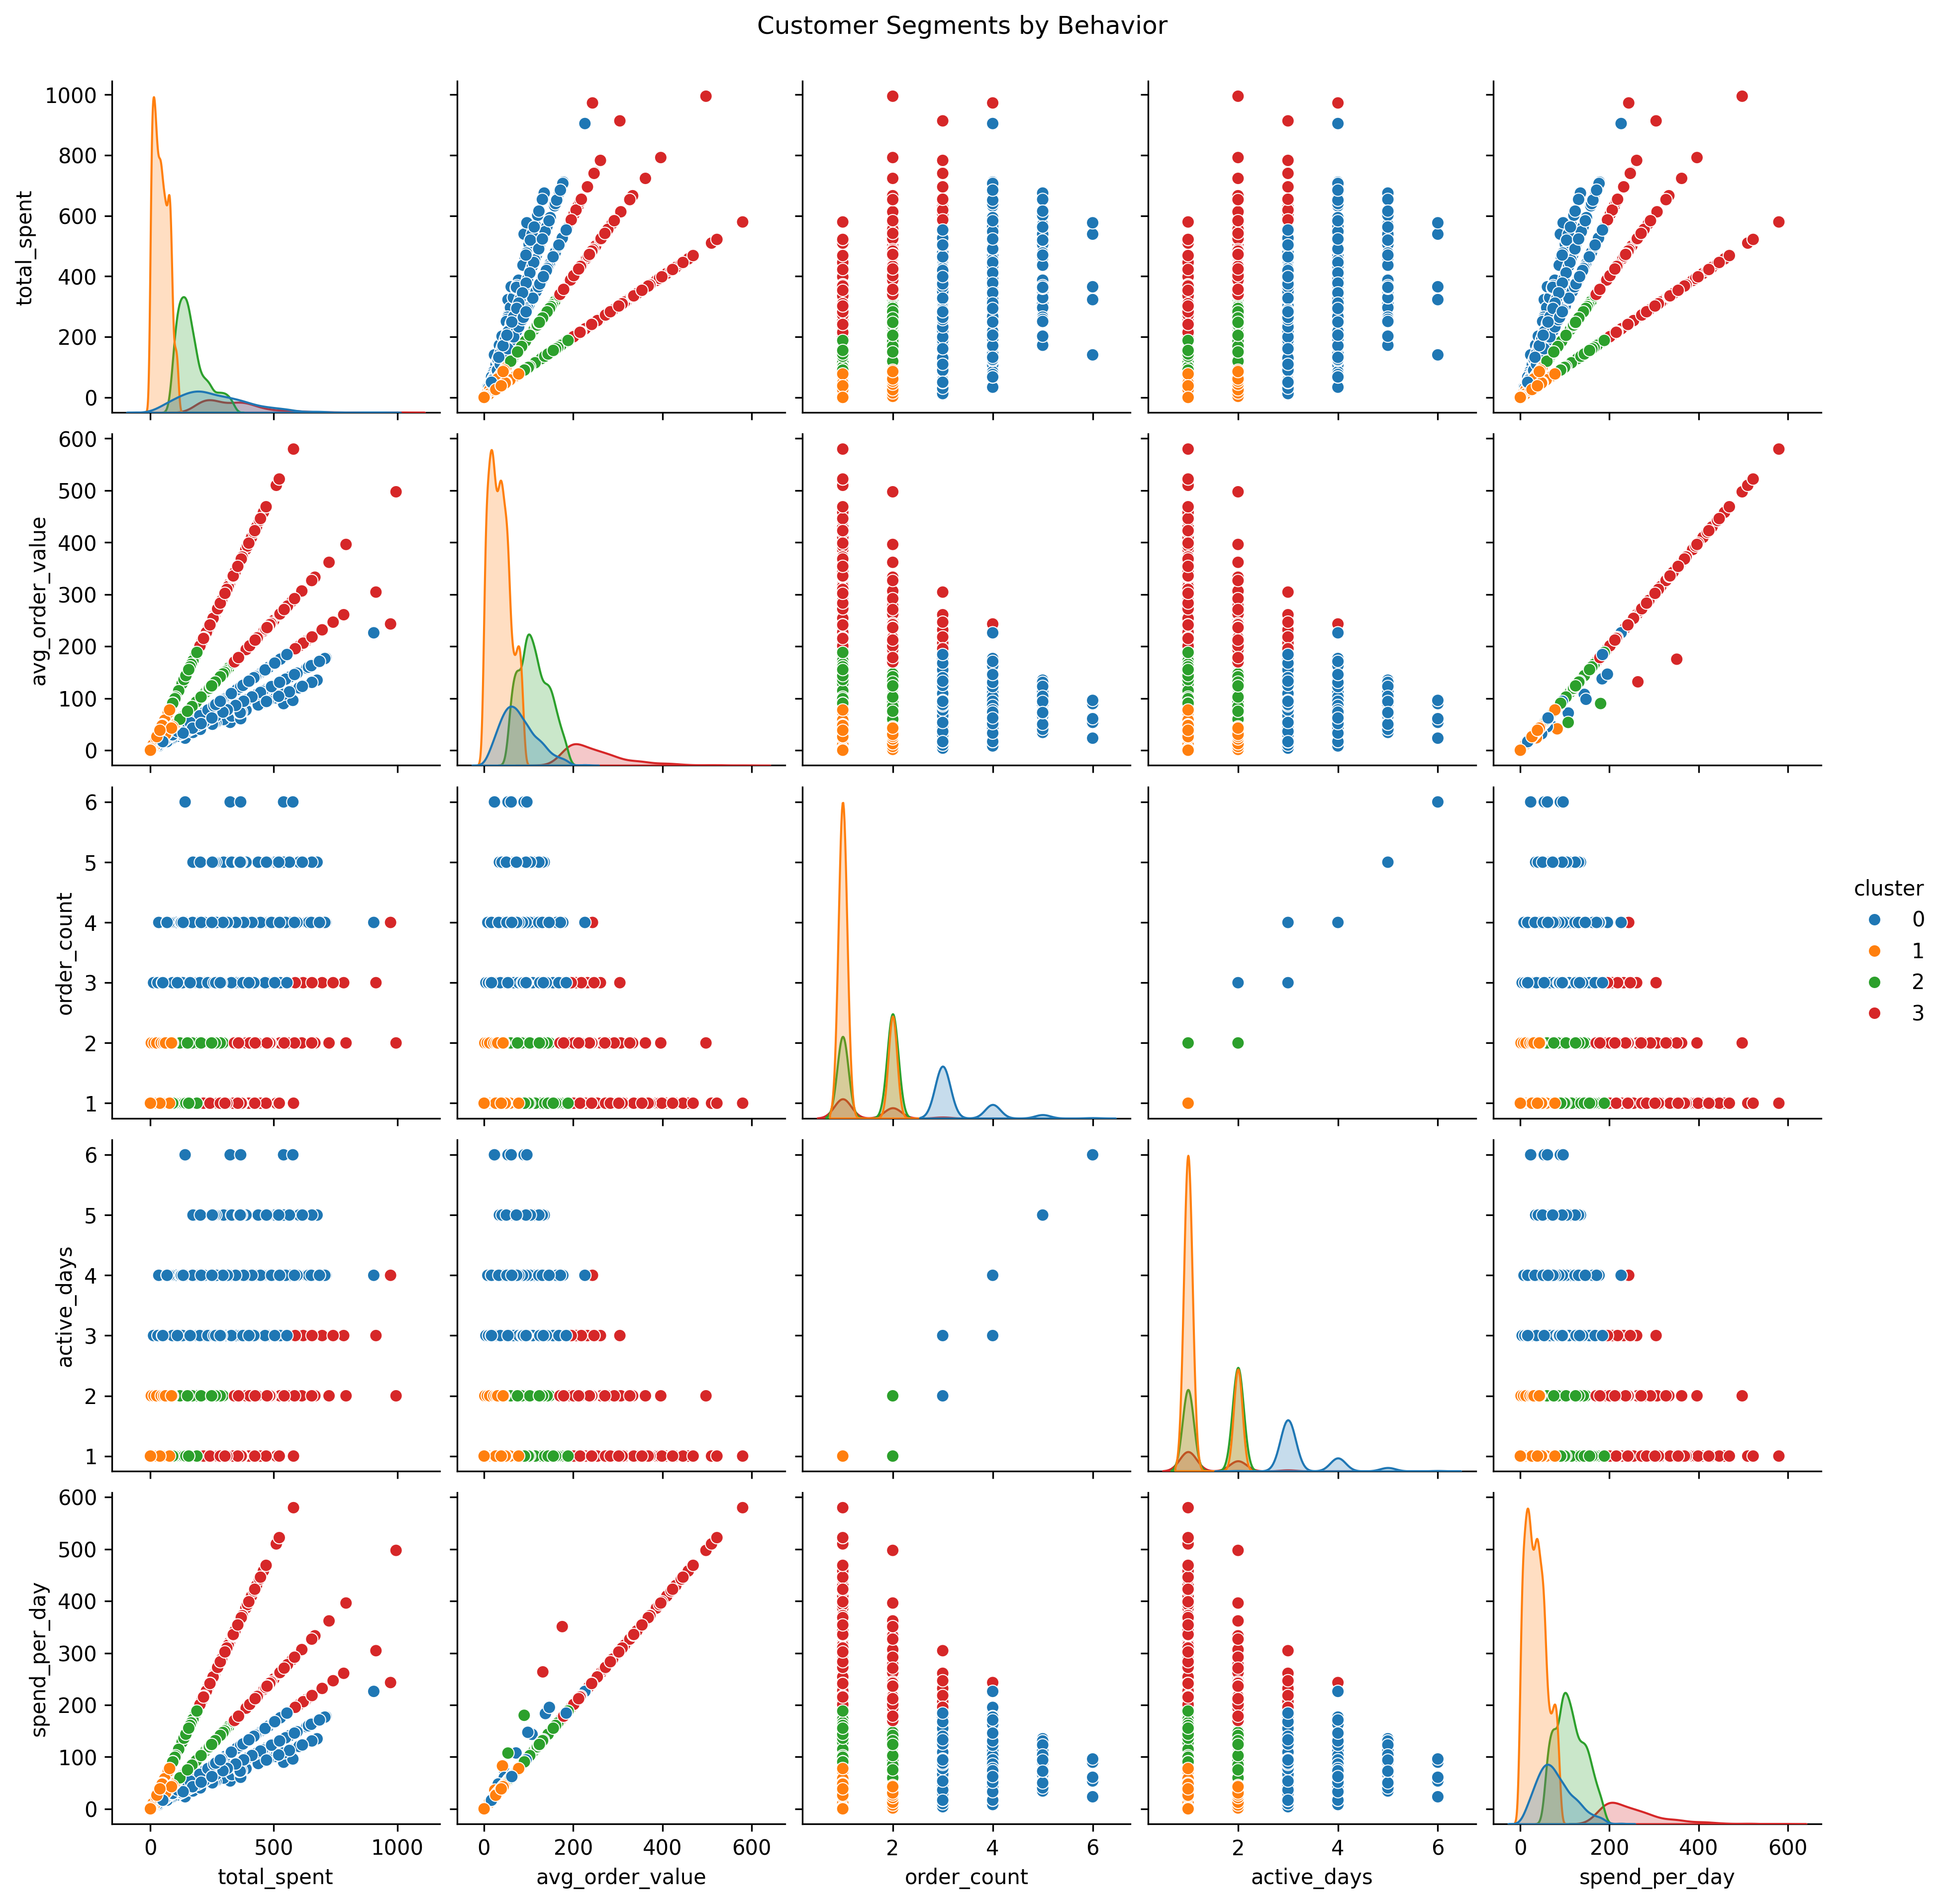 Customer Segments by Behavior
1000
800
600
400
200
0
total_spent
600
500
400
300
200
100
0
avg_order_value
6
5
4
3
2
1
order_count
cluster
0
1
2
3
6
5
4
3
2
1
active_days
600
500
400
300
200
100
0
spend_per_day
0 500 1000
total_spent
0 200 400 600
avg_order_value
2 4 6
order_count
2 4 6
active_days
0 200 400 600
spend_per_day